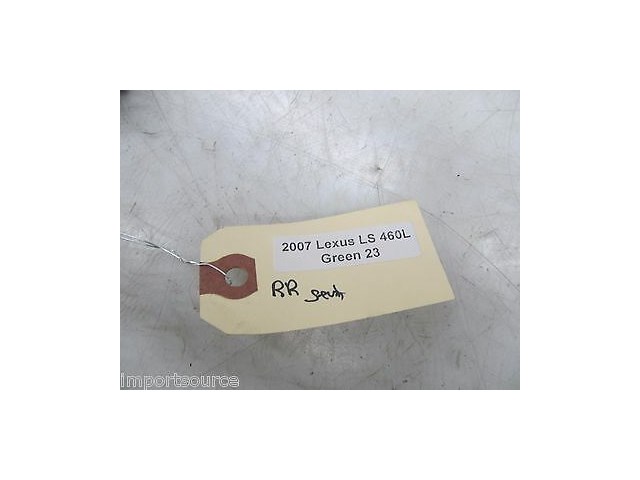 2007 Lexus LS 460L
Green 23
RR
importsource